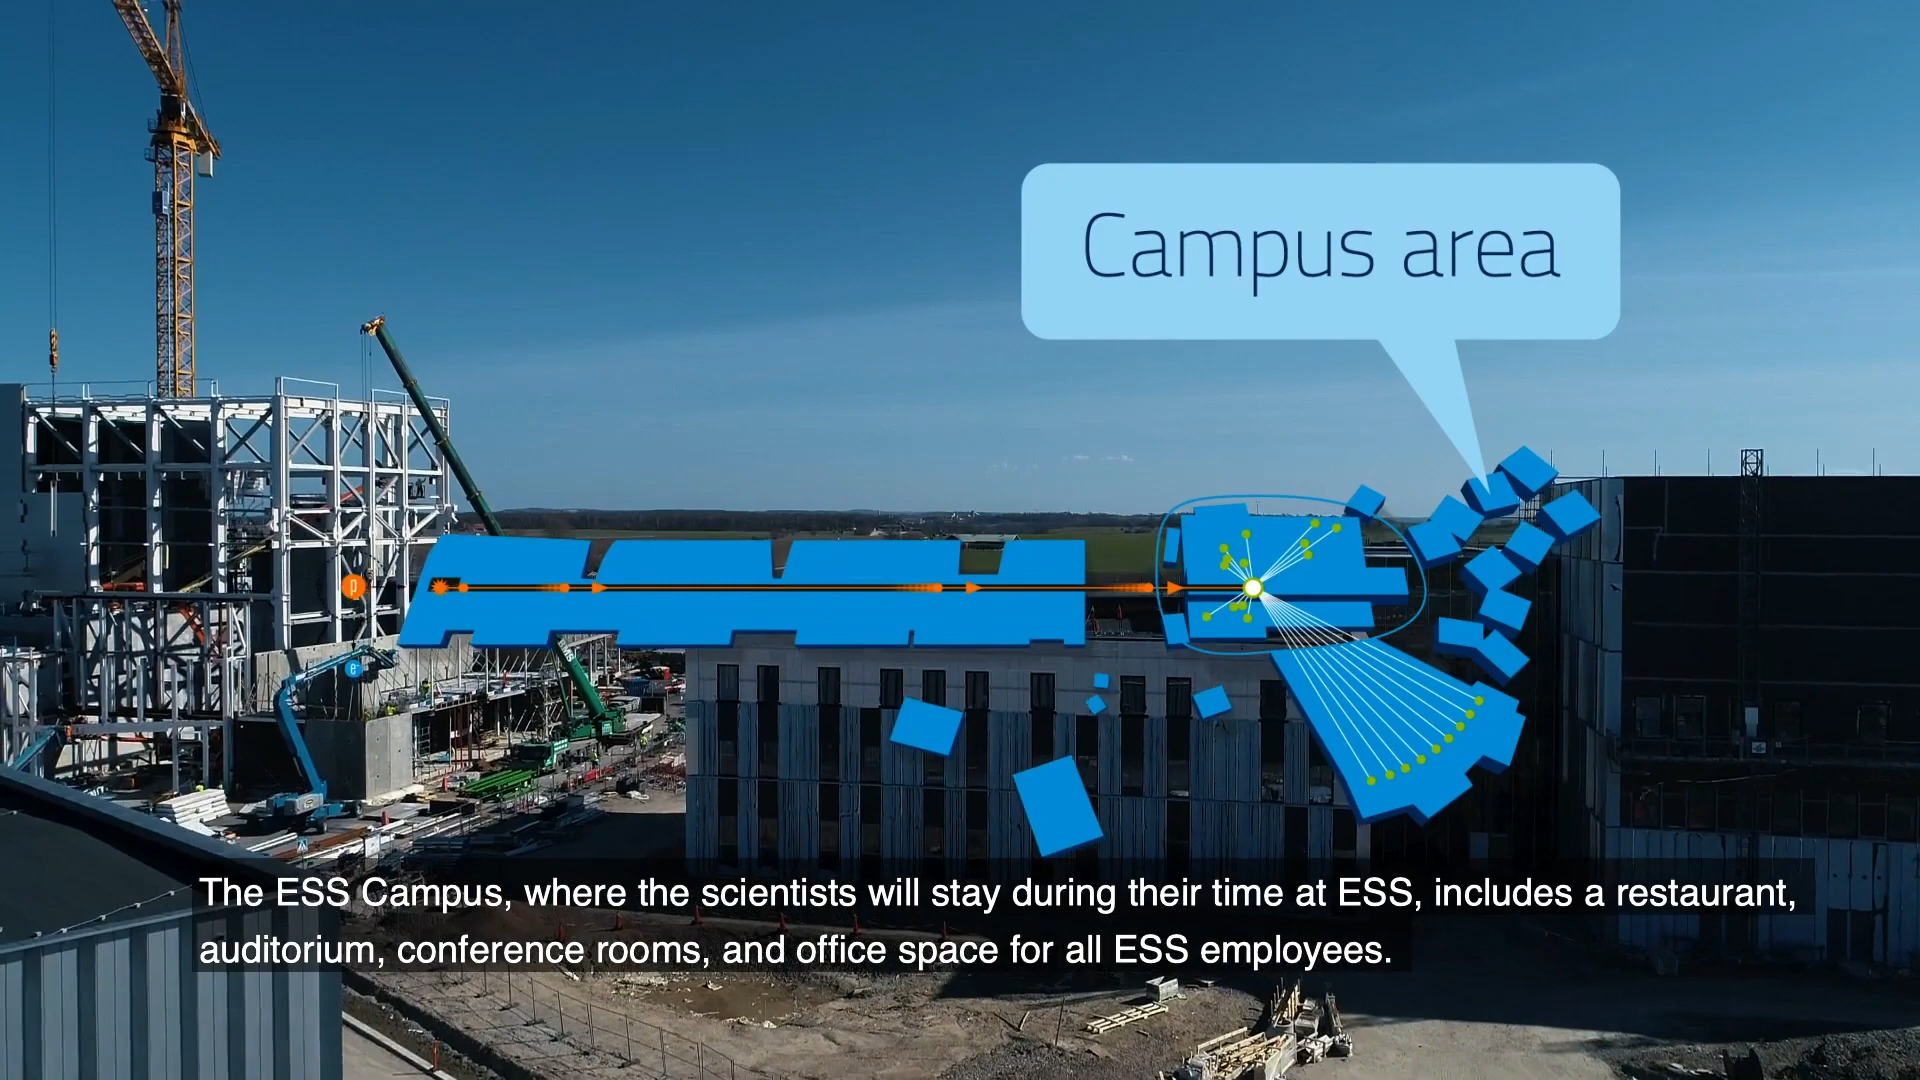 Campus area
p
e⁻
The ESS Campus, where the scientists will stay during their time at ESS, includes a restaurant,
auditorium, conference rooms, and office space for all ESS employees.